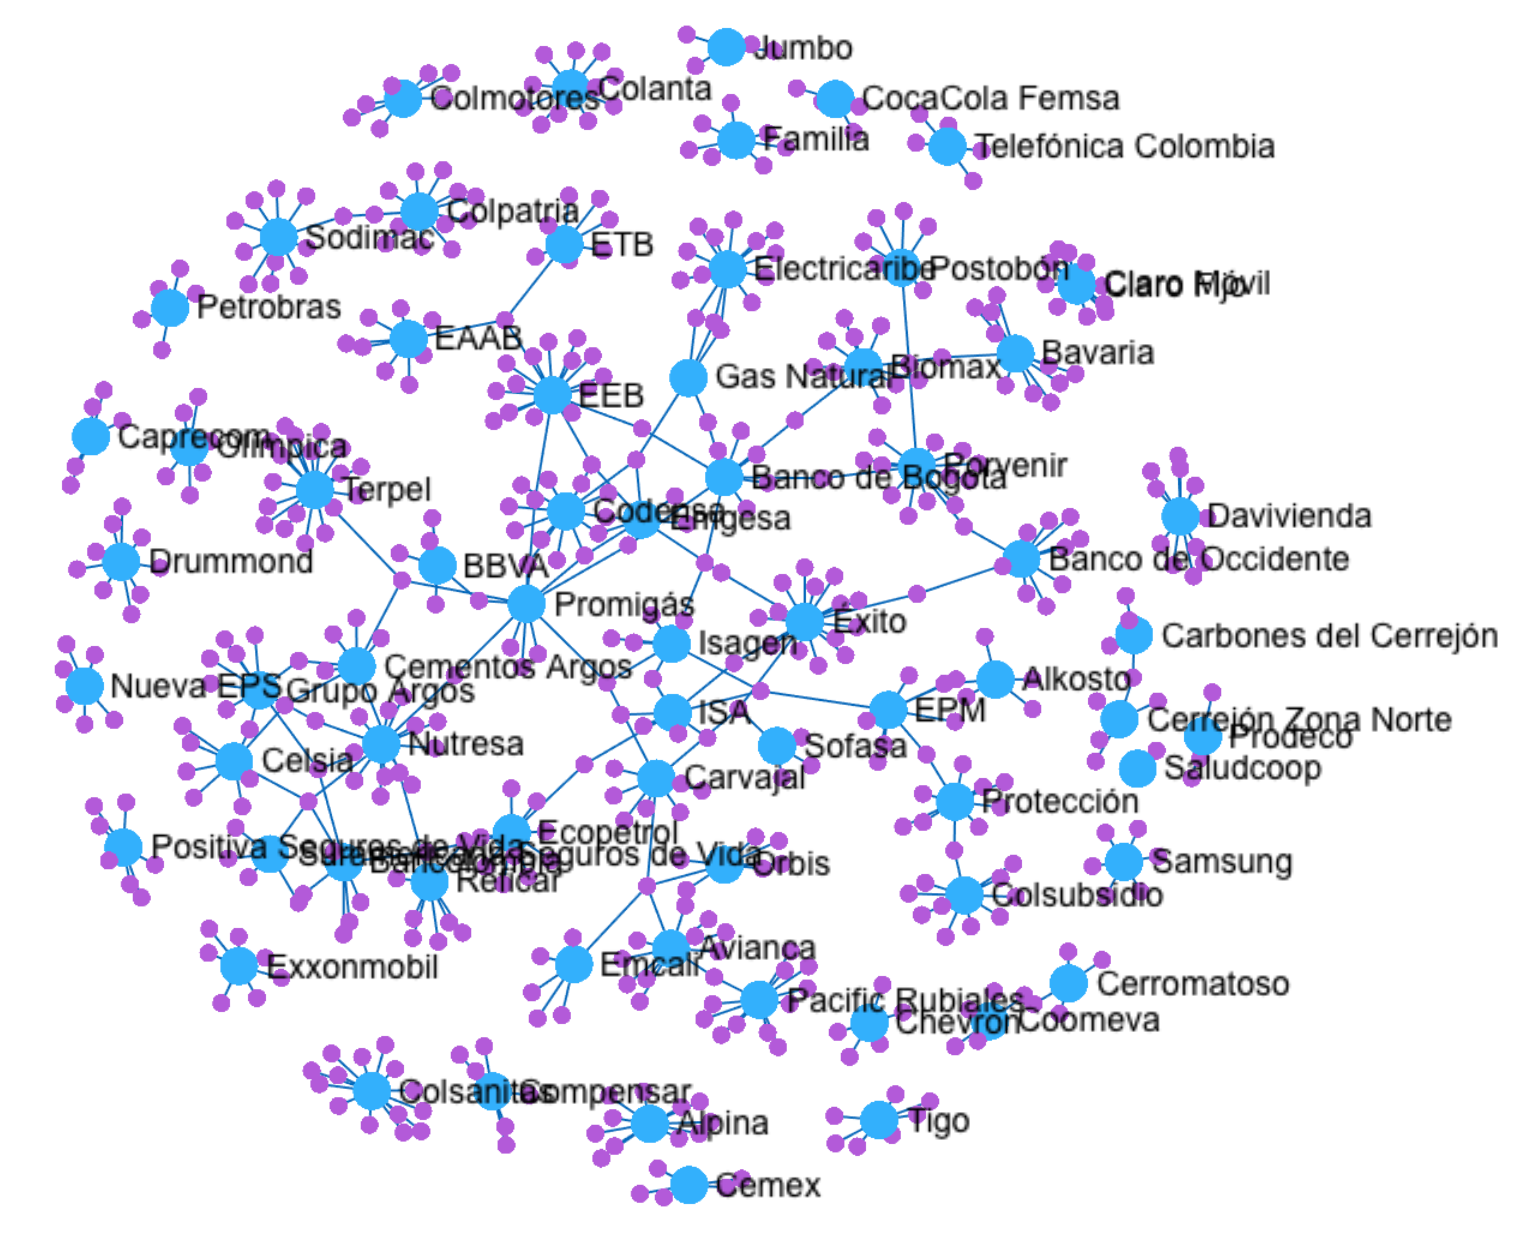 Jumbo
Colanta
Colmotores
CocaCola Femsa
Familia
Telefónica Colombia
Colpatria
Sodimac
ETB
Electricaribe
Postobón
Claro Móvil
Claro Fijo
Petrobras
EAAB
Bavaria
Gas Natural
Biomax
EEB
Caprecom
Olímpica
Porvenir
Banco de Bogotá
Terpel
Codensa
Emgesa
Davivienda
Drummond
BBVA
Banco de Occidente
Promigás
Éxito
Carbones del Cerrejón
Isagen
Cementos Argos
Alkosto
Nueva EPS
Grupo Argos
ISA
EPM
Cerrejón Zona Norte
Prodeco
Nutresa
Sofasa
Celsia
Saludcoop
Carvajal
Protección
Ecopetrol
Positiva Seguros de Vida
Seguros de Vida
Bancolombia
Orbis
Samsung
Reficar
Colsubsidio
Avianca
Emcali
Exxonmobil
Cerromatoso
Pacific Rubiales
Chevron
Coomeva
Colsanitas
Compensar
Alpina
Tigo
Cemex